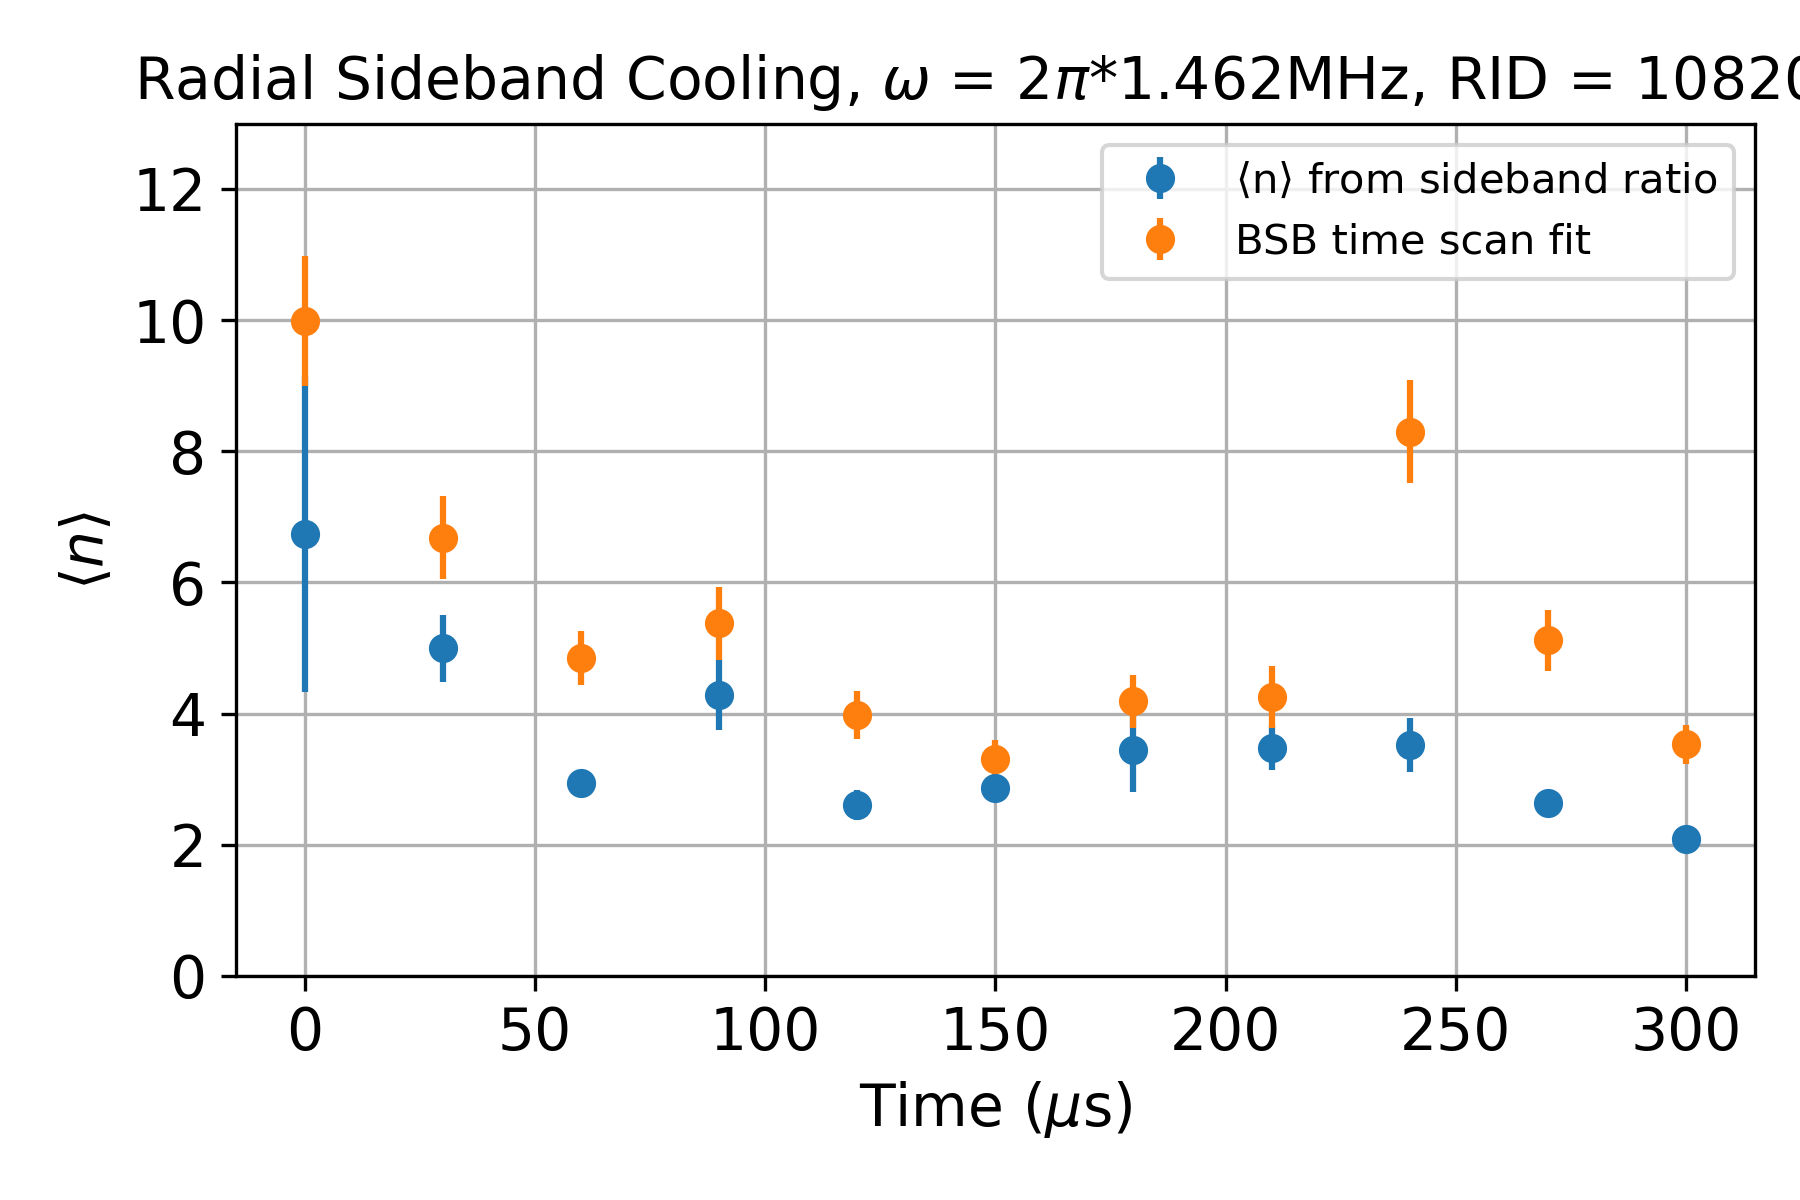 Radial Sideband Cooling, ω = 2π*1.462MHz, RID = 10820
⟨n⟩ from sideband ratio
BSB time scan fit
12
10
8
6
4
2
0
⟨n⟩
0 50 100 150 200 250 300
Time (μs)